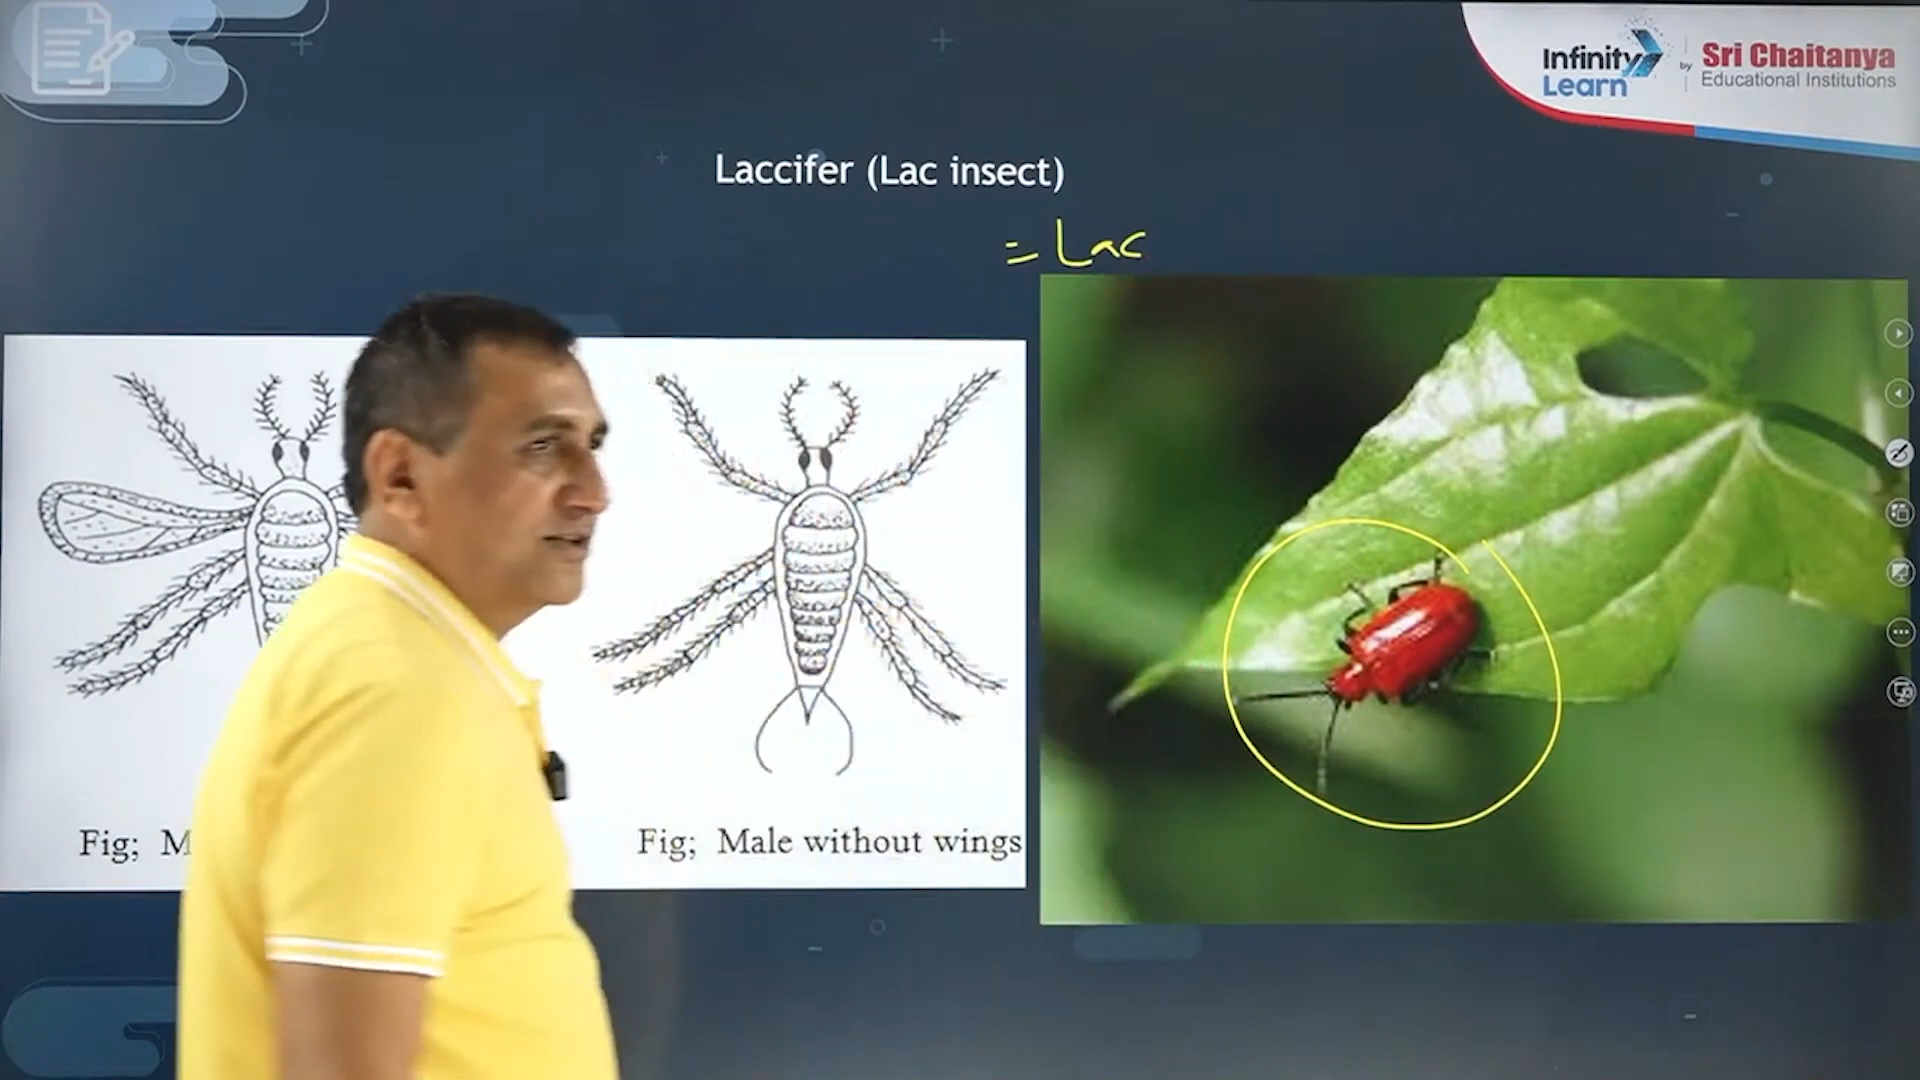 Infinity Learn by Sri Chaitanya Educational Institutions
Laccifer (Lac insect)
= Lac
Fig; M
Fig; Male without wings